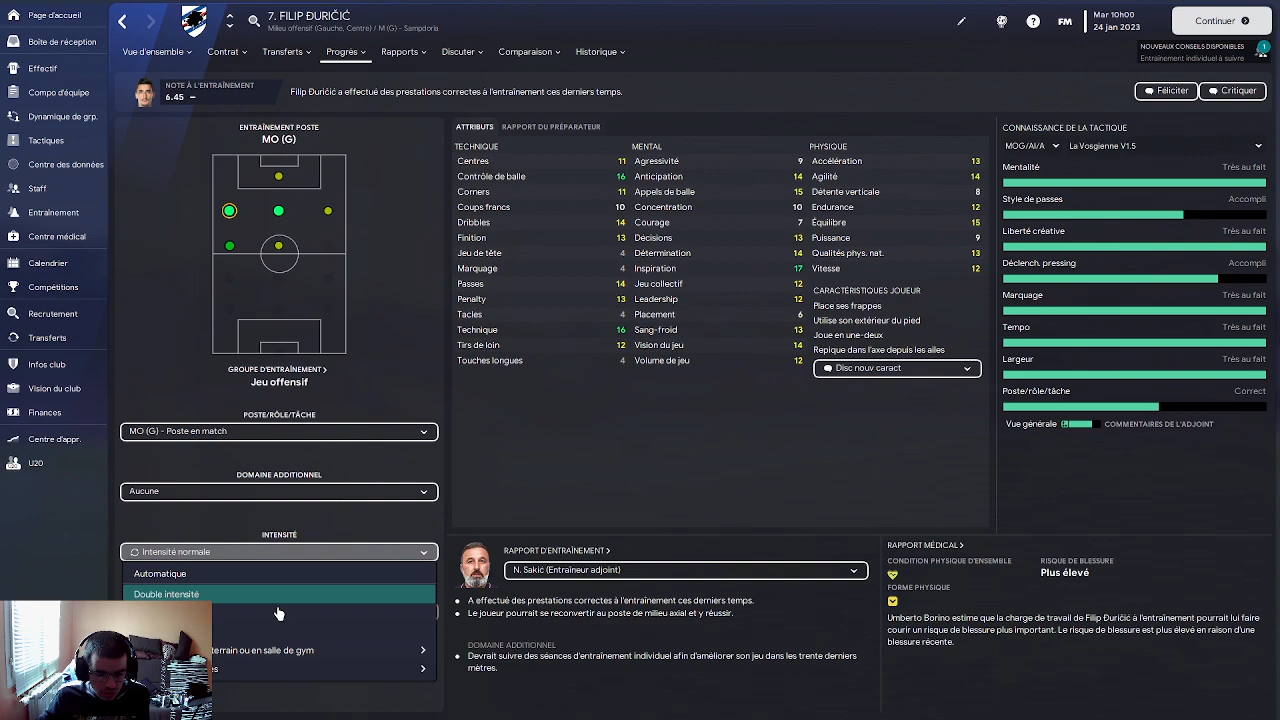 Accueil
Boîte de réception
Effectif
Compo d'équipe
Dynamique de grp.
Tactiques
Centre des données
Staff
Entraînement
Centre médical
Calendrier
Compétitions
Recrutement
Transferts
Infos club
Vision du club
Finances
Centre d'appr.
U20
7. FILIP ĐURIČIĆ
Milieu offensif (Gauche, Centre) / M (G) - Sampdoria
FM
Mar 10h00
24 jan 2023
Continuer
Vue d'ensemble
Contrat
Transferts
Progrès
Rapports
Discuter
Comparaison
Historique
NOUVEAUX CONSEILS DISPONIBLES
Entraînement individuel à suivre
1
NOTE À L'ENTRAÎNEMENT
6.45 –
Filip Đuričić a effectué des prestations correctes à l'entraînement ces derniers temps.
Féliciter
Critiquer
ENTRAÎNEMENT POSTE
MO (G)
GROUPE D'ENTRAÎNEMENT
Jeu offensif
POSTE/RÔLE/TÂCHE
MO (G) - Poste en match
DOMAINE ADDITIONNEL
Aucune
INTENSITÉ
Intensité normale
Automatique
Double intensité
terrain ou en salle de gym
ATTRIBUTS
RAPPORT DU PRÉPARATEUR
TECHNIQUE
Centres 11
Contrôle de balle 16
Corners 11
Coups francs 10
Dribbles 14
Finition 13
Jeu de tête 4
Marquage 4
Passes 14
Penalty 13
Tacles 4
Technique 16
Tirs de loin 12
Touches longues 4
MENTAL
Agressivité 9
Anticipation 14
Appels de balle 15
Concentration 10
Courage 7
Décisions 13
Détermination 14
Inspiration 17
Jeu collectif 12
Leadership 12
Placement 6
Sang-froid 13
Vision du jeu 14
Volume de jeu 12
PHYSIQUE
Accélération 13
Agilité 14
Détente verticale 8
Endurance 12
Équilibre 15
Puissance 9
Qualités phys. nat. 13
Vitesse 12
CARACTÉRISTIQUES JOUEUR
Place ses frappes
Utilise son extérieur du pied
Joue en une-deux
Repique dans l'axe depuis les ailes
Disc nouv caract
CONNAISSANCE DE LA TACTIQUE
MOG/AI/A
La Vosgienne V1.5
Mentalité Très au fait
Style de passes Accompli
Liberté créative Très au fait
Déclench. pressing Accompli
Marquage Très au fait
Tempo Très au fait
Largeur Très au fait
Poste/rôle/tâche Correct
Vue générale
COMMENTAIRES DE L'ADJOINT
RAPPORT D'ENTRAÎNEMENT
N. Sakić (Entraîneur adjoint)
A effectué des prestations correctes à l'entraînement ces derniers temps.
Le joueur pourrait se reconvertir au poste de milieu axial et y réussir.
DOMAINE ADDITIONNEL
Devrait suivre des séances d'entraînement individuel afin d'améliorer son jeu dans les trente derniers
mètres.
RAPPORT MÉDICAL
CONDITION PHYSIQUE D'ENSEMBLE
RISQUE DE BLESSURE
Plus élevé
FORME PHYSIQUE
Umberto Borino estime que la charge de travail de Filip Đuričić à l'entraînement pourrait lui faire
courir un risque de blessure plus important. Le risque de blessure est plus élevé en raison d'une
blessure récente.